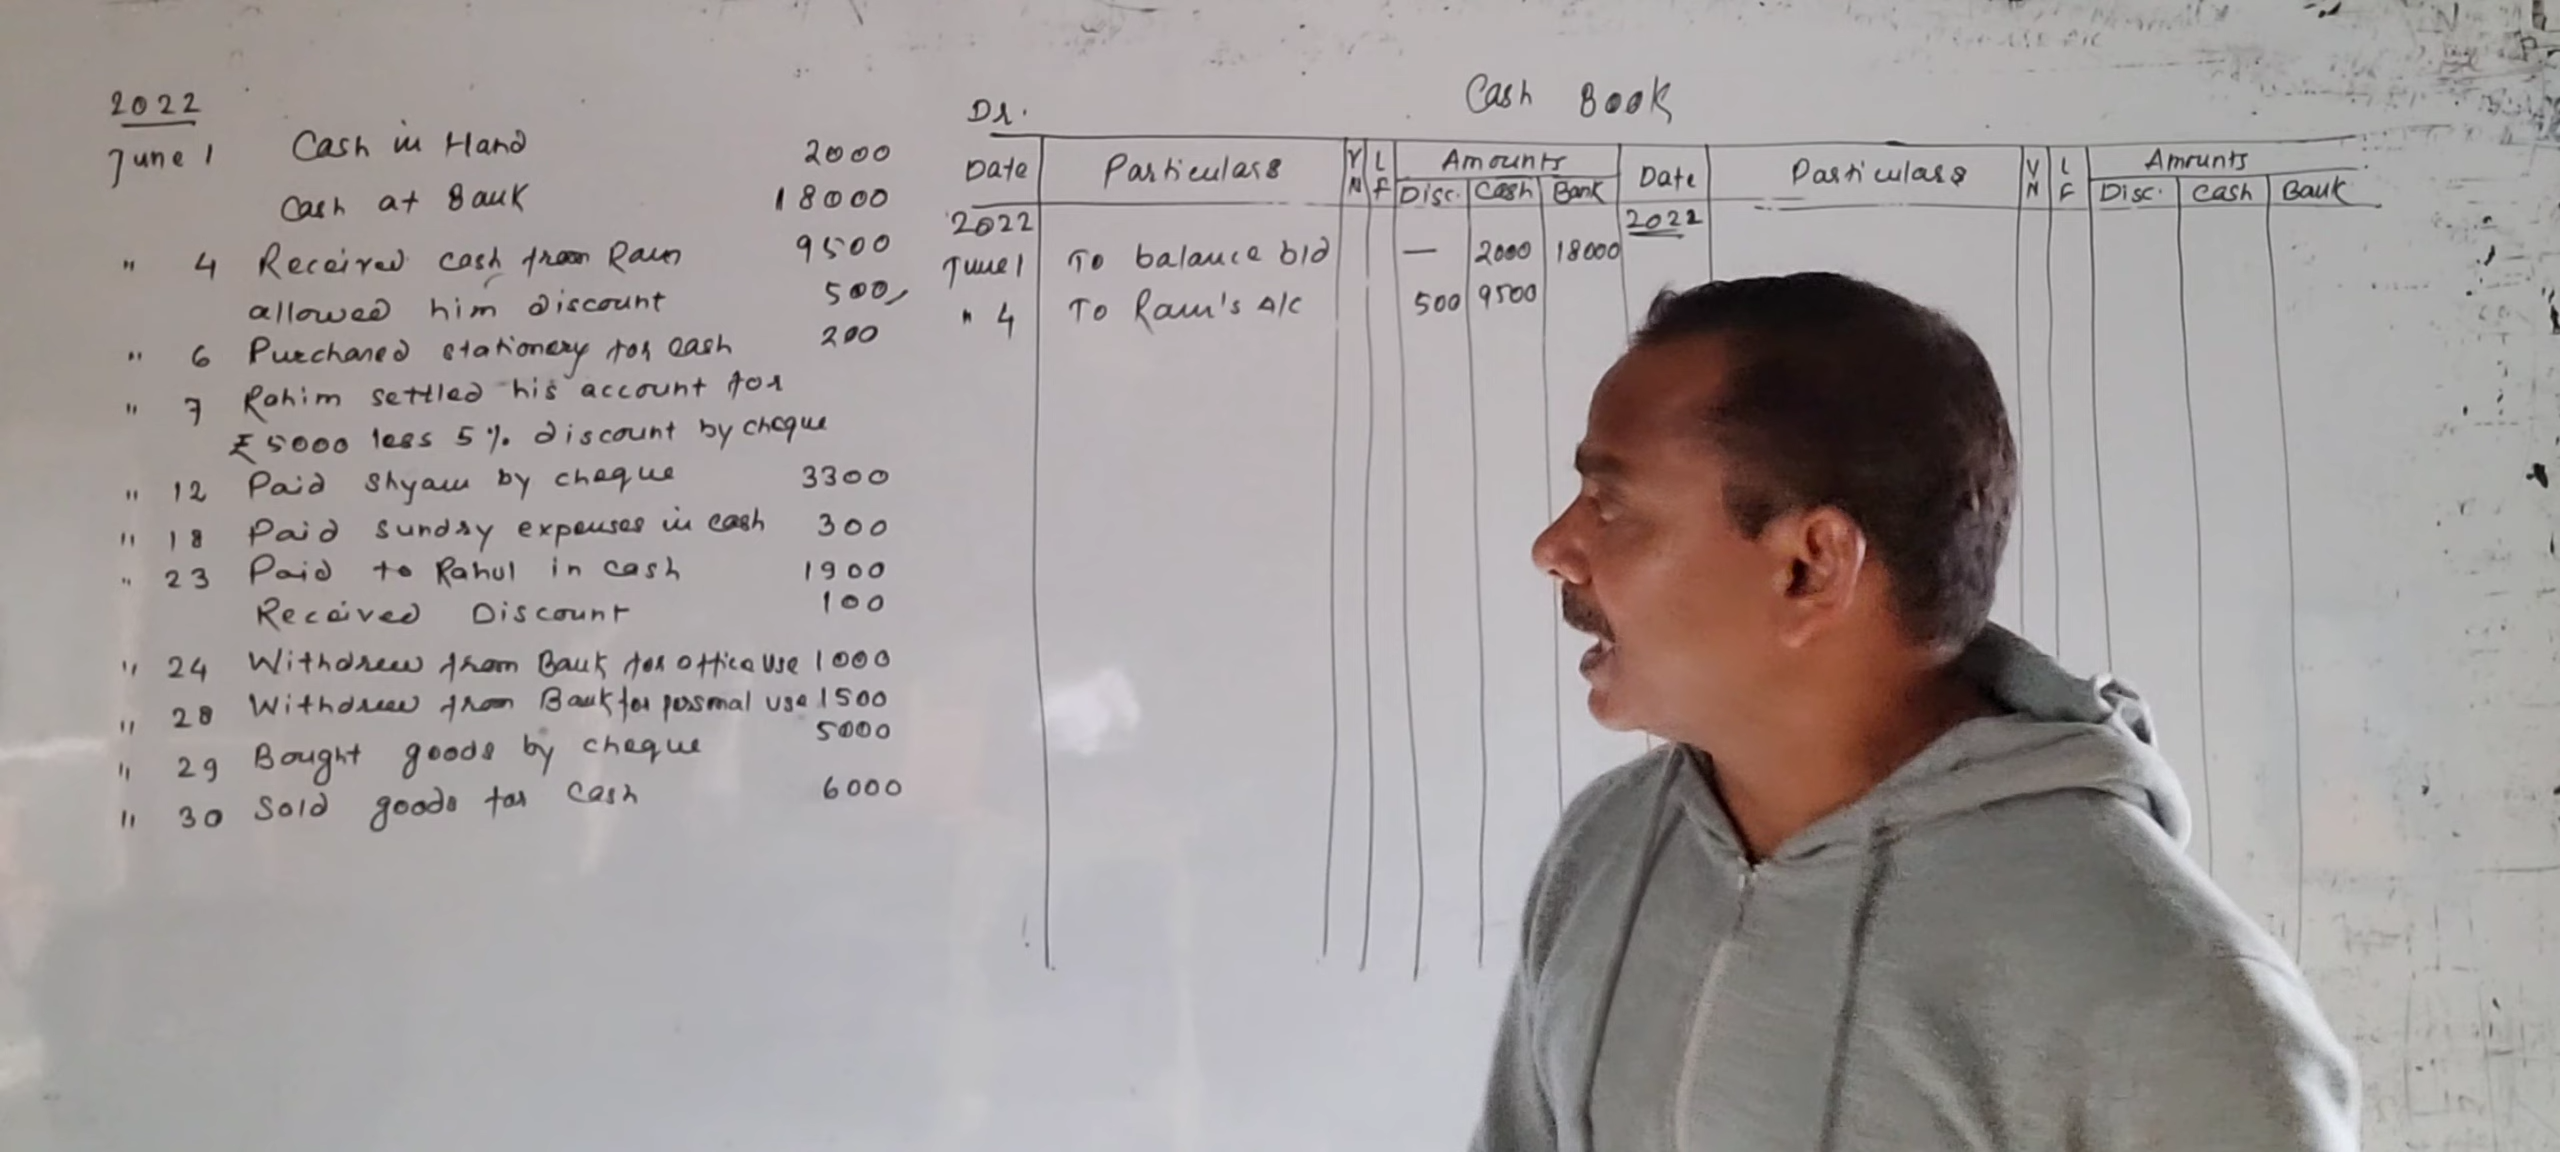 2022
June 1 Cash in Hand 2000
Cash at Bank 18000
" 4 Received cash from Ram 9500
allowed him discount 500
" 6 Purchased stationery for cash 200
" 7 Rahim settled his account for
₹5000 less 5% discount by cheque
" 12 Paid Shyam by cheque 3300
" 18 Paid sundry expenses in cash 300
" 23 Paid to Rahul in cash 1900
Received Discount 100
" 24 Withdrew from Bank for office use 1000
" 28 Withdrew from Bank for personal use 1500
" 29 Bought goods by cheque 5000
" 30 Sold goods for cash 6000
Cash Book
Dr.
Date Particulars VN LF Amounts Date Particulars VN LF Amounts
Disc. Cash Bank Disc. Cash Bank
2022 2022
June 1 To balance b/d — 2000 18000
" 4 To Ram's A/c 500 9500